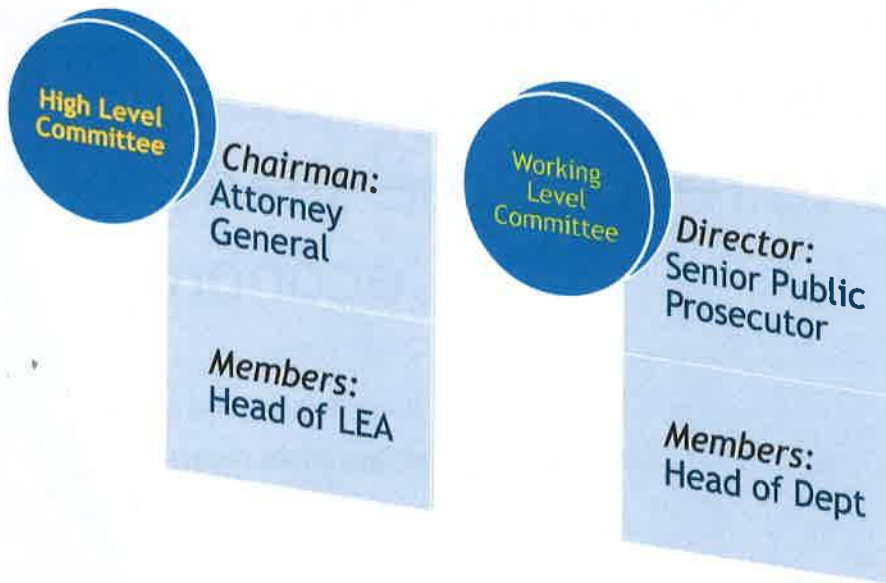 High Level
Committee
Chairman:
Attorney
General
Members:
Head of LEA
Working
Level
Committee
Director:
Senior Public
Prosecutor
Members:
Head of Dept